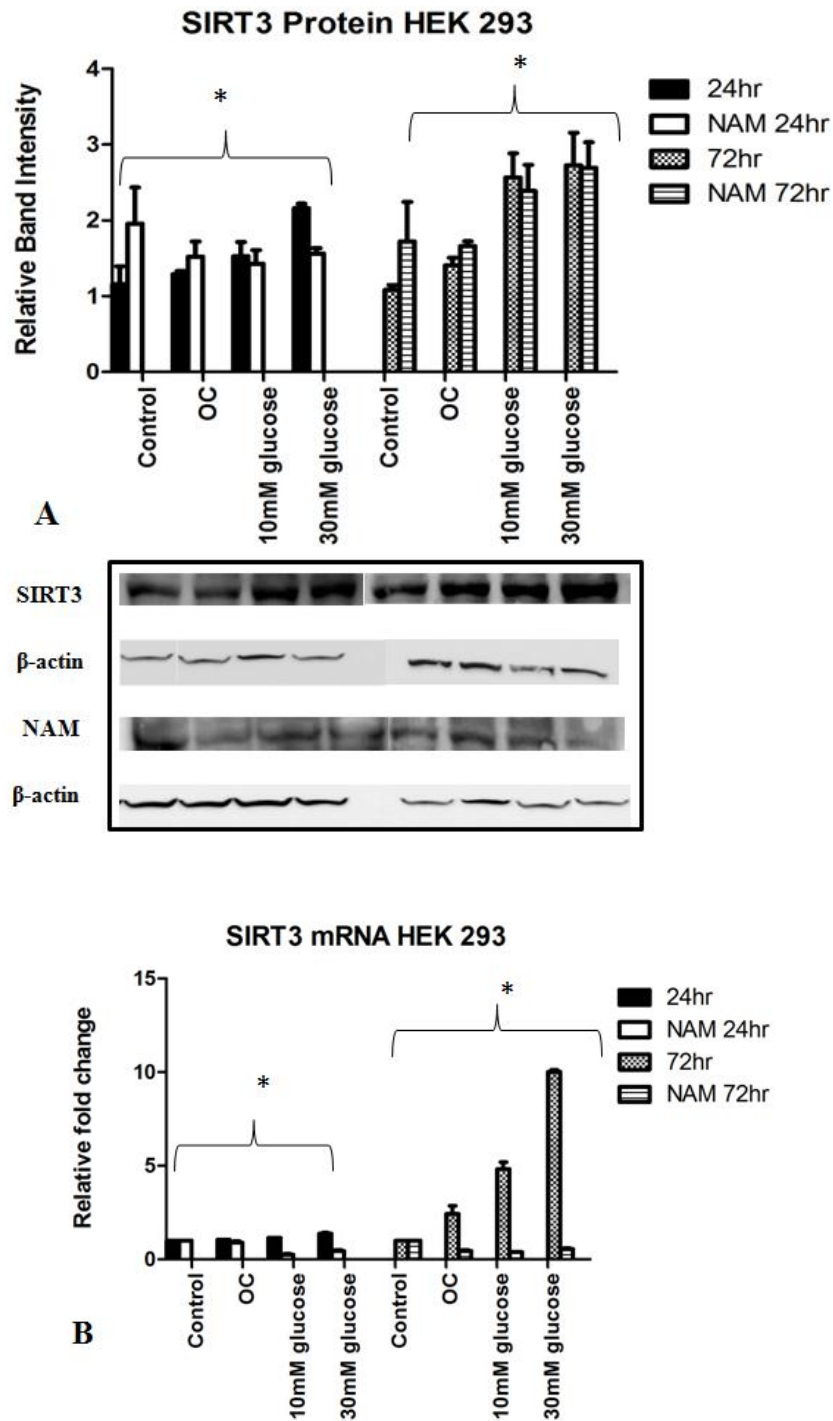 SIRT3 Protein HEK 293
Relative Band Intensity
4
3
2
1
0
*
*
24hr
NAM 24hr
72hr
NAM 72hr
Control
OC
10mM glucose
30mM glucose
Control
OC
10mM glucose
30mM glucose
A
SIRT3
β-actin
NAM
β-actin
SIRT3 mRNA HEK 293
Relative fold change
15
10
5
0
*
*
24hr
NAM 24hr
72hr
NAM 72hr
Control
OC
10mM glucose
30mM glucose
Control
OC
10mM glucose
30mM glucose
B